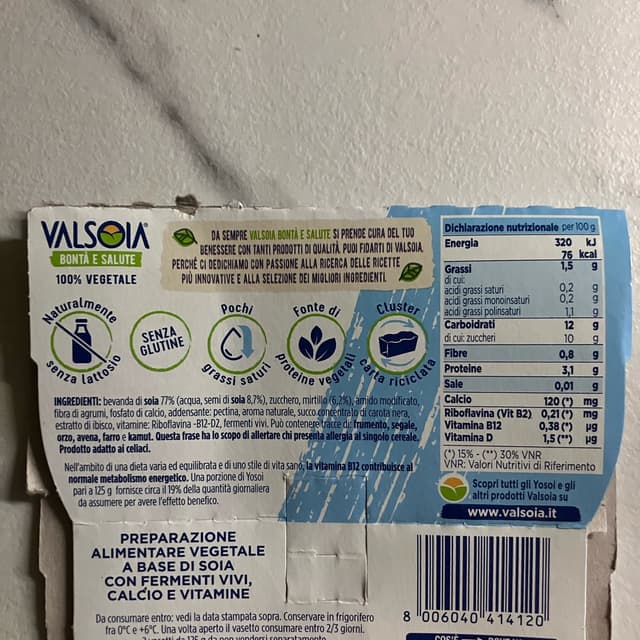 VALSOIA
BONTÀ E SALUTE
100% VEGETALE
DA SEMPRE VALSOIA BONTÀ E SALUTE SI PRENDE CURA DEL TUO
BENESSERE CON TANTI PRODOTTI DI QUALITÀ. PUOI FIDARTI DI VALSOIA,
PERCHÉ CI DEDICHIAMO CON PASSIONE ALLA RICERCA DELLE RICETTE
PIÙ INNOVATIVE E ALLA SELEZIONE DEI MIGLIORI INGREDIENTI.
Naturalmente
senza lattosio
SENZA
GLUTINE
Pochi
grassi saturi
Fonte di
proteine vegetali
Cluster
carta riciclata
INGREDIENTI: bevanda di soia 77% (acqua, semi di soia 8,7%), zucchero, mirtillo (6,2%), amido modificato,
fibra di agrumi, fosfato di calcio, addensante: pectina, aroma naturale, succo concentrato di carota nera,
estratto di ibisco, vitamine: Riboflavina -B12-D2, fermenti vivi. Può contenere tracce di: frumento, segale,
orzo, avena, farro e kamut. Questa frase ha lo scopo di allertare chi presenta allergia al singolo cereale.
Prodotto adatto ai celiaci.
Nell'ambito di una dieta varia ed equilibrata e di uno stile di vita sano, la vitamina B12 contribuisce al
normale metabolismo energetico. Una porzione di Yosoi
pari a 125 g fornisce circa il 19% della quantità giornaliera
da assumere per avere l'effetto benefico.
Dichiarazione nutrizionale per 100 g
Energia 320 kJ
76 kcal
Grassi 1,5 g
di cui:
acidi grassi saturi 0,2 g
acidi grassi monoinsaturi 0,2 g
acidi grassi polinsaturi 1,1 g
Carboidrati 12 g
di cui: zuccheri 10 g
Fibre 0,8 g
Proteine 3,1 g
Sale 0,01 g
Calcio 120 (*) mg
Riboflavina (Vit B2) 0,21 (*) mg
Vitamina B12 0,38 (*) µg
Vitamina D 1,5 (**) µg
(*) 15% - (**) 30% VNR
VNR: Valori Nutritivi di Riferimento
Scopri tutti gli Yosoi e gli
altri prodotti Valsoia su
www.valsoia.it
PREPARAZIONE
ALIMENTARE VEGETALE
A BASE DI SOIA
CON FERMENTI VIVI,
CALCIO E VITAMINE
Da consumare entro: vedi la data stampata sopra. Conservare in frigorifero
fra 0°C e +6°C. Una volta aperto il vasetto consumare entro 2/3 giorni.
8 006040 414120